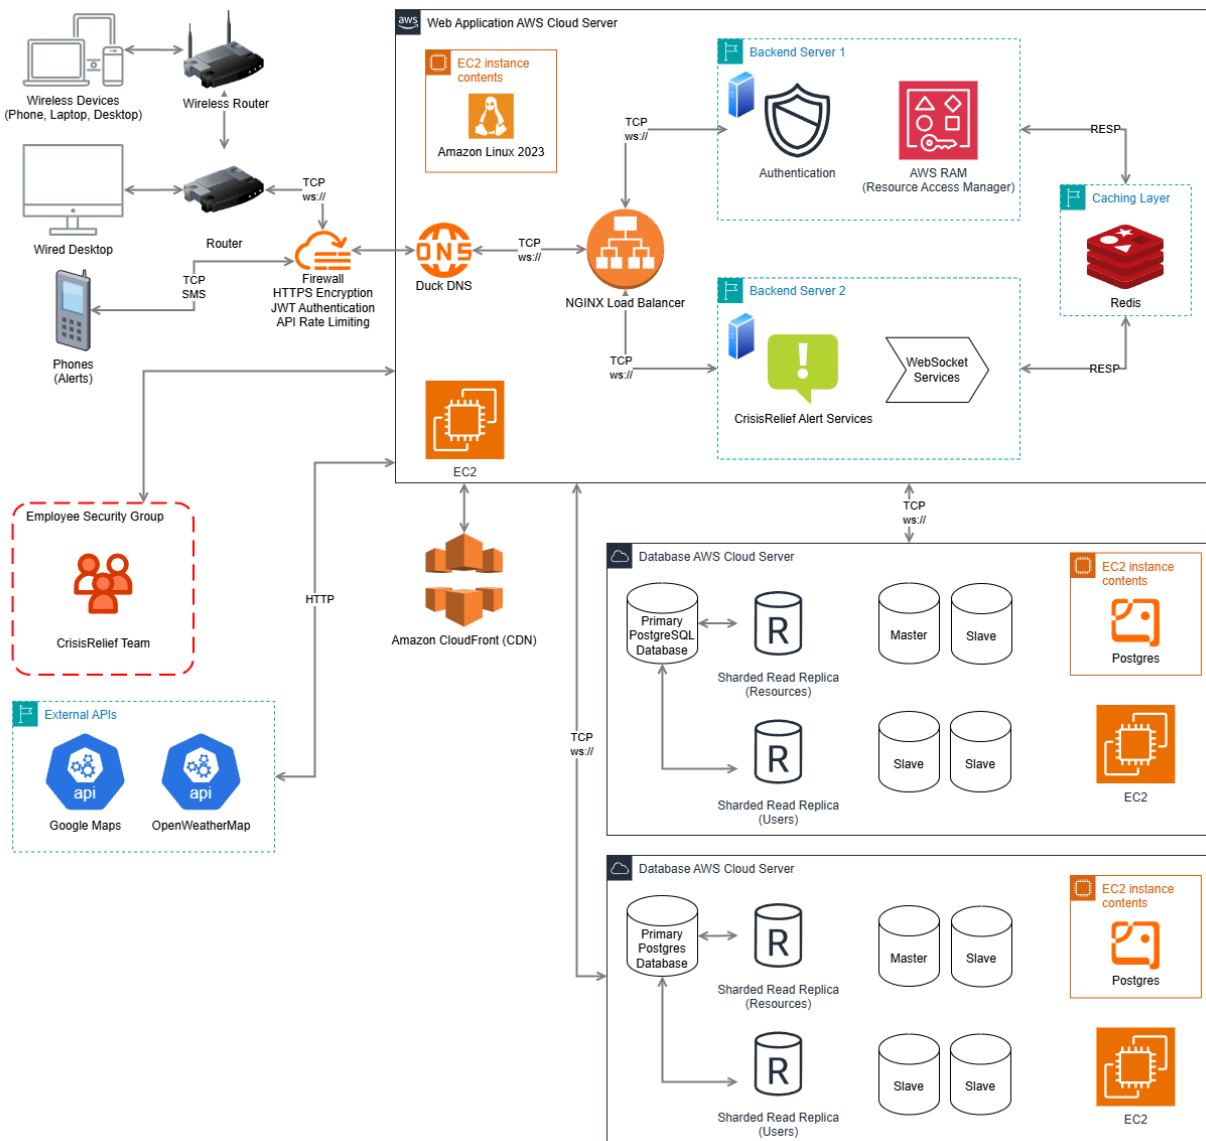 aws
Web Application AWS Cloud Server
Wireless Devices
(Phone, Laptop, Desktop)
Wireless Router
EC2 instance
contents
Amazon Linux 2023
Backend Server 1
Authentication
AWS RAM
(Resource Access Manager)
TCP
ws://
RESP
Caching Layer
Redis
Wired Desktop
Router
TCP
ws://
Firewall
HTTPS Encryption
JWT Authentication
API Rate Limiting
TCP
SMS
Phones
(Alerts)
DNS
Duck DNS
TCP
ws://
NGINX Load Balancer
TCP
ws://
Backend Server 2
CrisisRelief Alert Services
WebSocket
Services
RESP
EC2
Employee Security Group
CrisisRelief Team
HTTP
Amazon CloudFront (CDN)
TCP
ws://
TCP
ws://
External APIs
api
Google Maps
api
OpenWeatherMap
Database AWS Cloud Server
Primary
PostgreSQL
Database
R
Sharded Read Replica
(Resources)
R
Sharded Read Replica
(Users)
Master
Slave
Slave
Slave
EC2 instance
contents
Postgres
EC2
Database AWS Cloud Server
Primary
Postgres
Database
R
Sharded Read Replica
(Resources)
R
Sharded Read Replica
(Users)
Master
Slave
Slave
Slave
EC2 instance
contents
Postgres
EC2